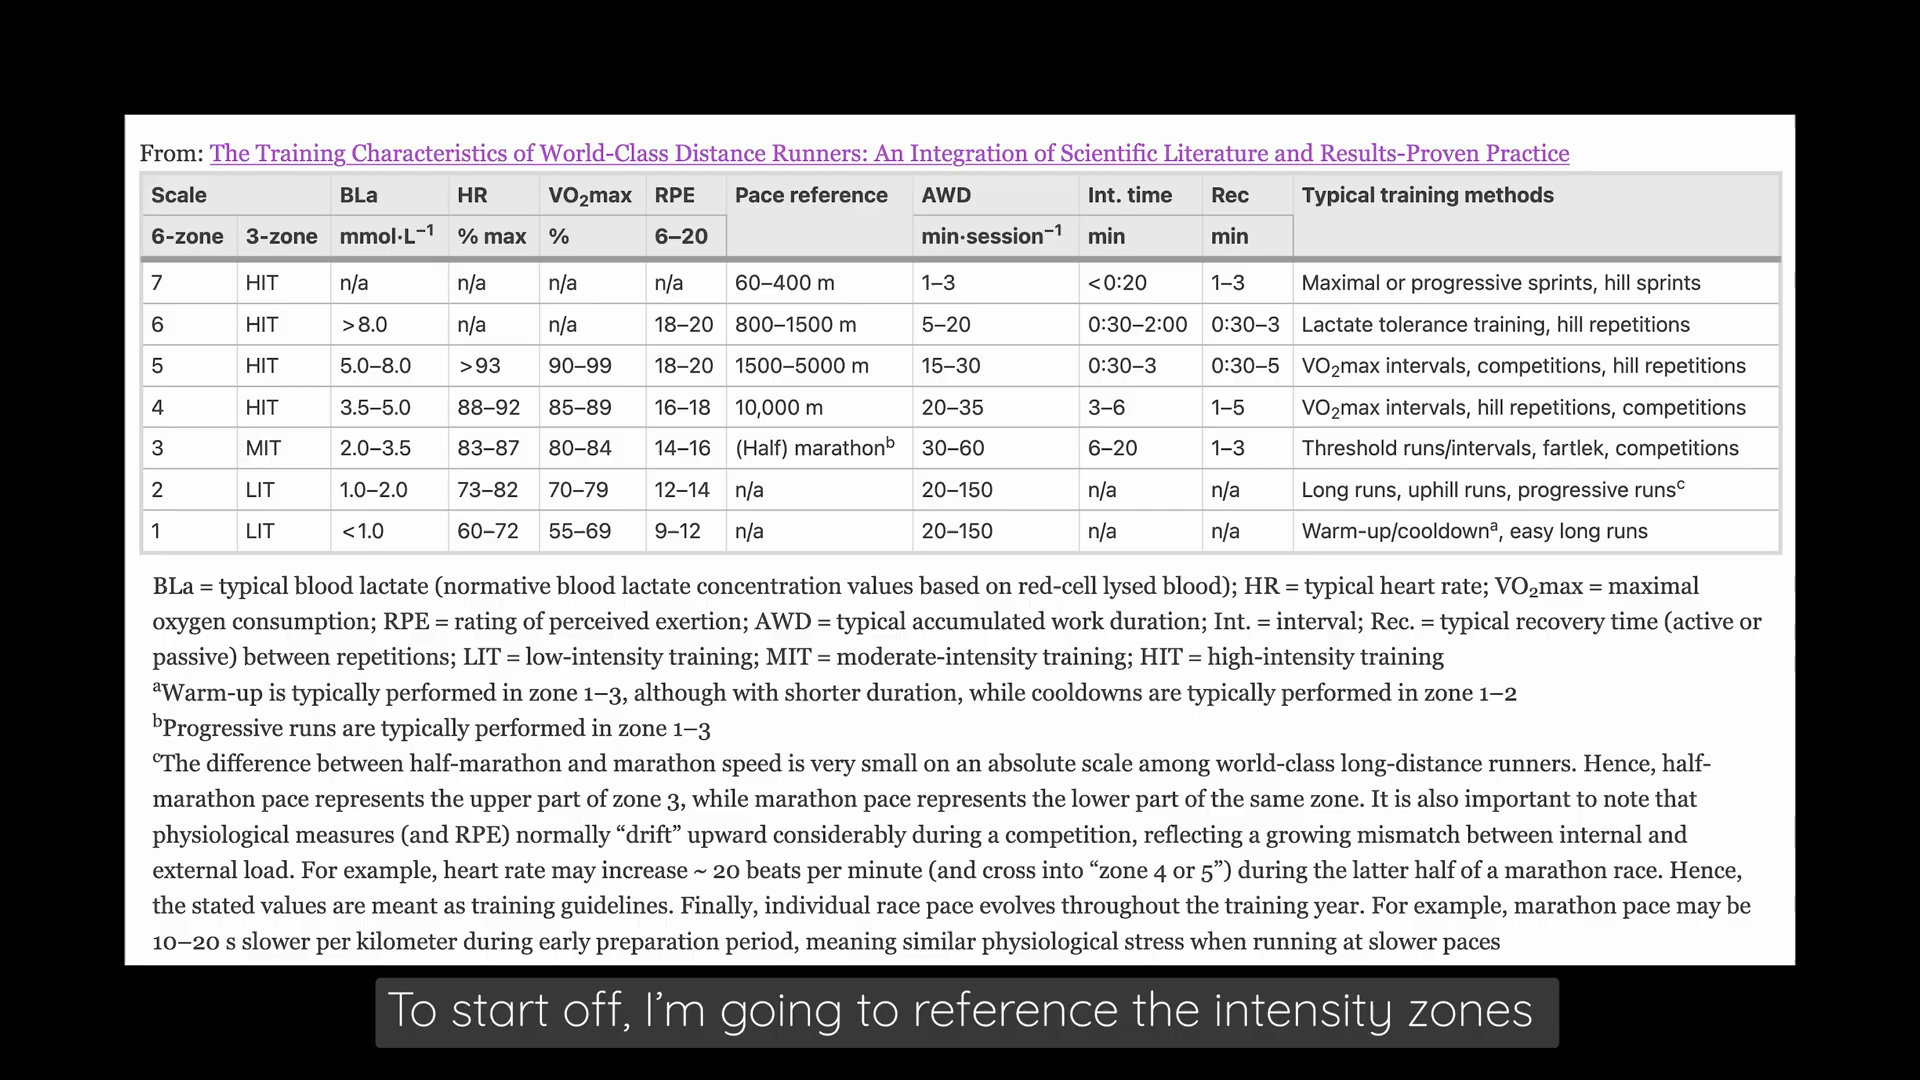 From: The Training Characteristics of World-Class Distance Runners: An Integration of Scientific Literature and Results-Proven Practice
Scale BLa HR VO₂max RPE Pace reference AWD Int. time Rec Typical training methods
6-zone 3-zone mmol·L⁻¹ % max % 6–20 min·session⁻¹ min min
7 HIT n/a n/a n/a n/a 60–400 m 1–3 <0:20 1–3 Maximal or progressive sprints, hill sprints
6 HIT >8.0 n/a n/a 18–20 800–1500 m 5–20 0:30–2:00 0:30–3 Lactate tolerance training, hill repetitions
5 HIT 5.0–8.0 >93 90–99 18–20 1500–5000 m 15–30 0:30–3 0:30–5 VO₂max intervals, competitions, hill repetitions
4 HIT 3.5–5.0 88–92 85–89 16–18 10,000 m 20–35 3–6 1–5 VO₂max intervals, hill repetitions, competitions
3 MIT 2.0–3.5 83–87 80–84 14–16 (Half) marathonᵇ 30–60 6–20 1–3 Threshold runs/intervals, fartlek, competitions
2 LIT 1.0–2.0 73–82 70–79 12–14 n/a 20–150 n/a n/a Long runs, uphill runs, progressive runsᶜ
1 LIT <1.0 60–72 55–69 9–12 n/a 20–150 n/a n/a Warm-up/cooldownᵃ, easy long runs
BLa = typical blood lactate (normative blood lactate concentration values based on red-cell lysed blood); HR = typical heart rate; VO₂max = maximal
oxygen consumption; RPE = rating of perceived exertion; AWD = typical accumulated work duration; Int. = interval; Rec. = typical recovery time (active or
passive) between repetitions; LIT = low-intensity training; MIT = moderate-intensity training; HIT = high-intensity training
ᵃWarm-up is typically performed in zone 1–3, although with shorter duration, while cooldowns are typically performed in zone 1–2
ᵇProgressive runs are typically performed in zone 1–3
ᶜThe difference between half-marathon and marathon speed is very small on an absolute scale among world-class long-distance runners. Hence, half-
marathon pace represents the upper part of zone 3, while marathon pace represents the lower part of the same zone. It is also important to note that
physiological measures (and RPE) normally “drift” upward considerably during a competition, reflecting a growing mismatch between internal and
external load. For example, heart rate may increase ~ 20 beats per minute (and cross into “zone 4 or 5”) during the latter half of a marathon race. Hence,
the stated values are meant as training guidelines. Finally, individual race pace evolves throughout the training year. For example, marathon pace may be
10–20 s slower per kilometer during early preparation period, meaning similar physiological stress when running at slower paces
To start off, I’m going to reference the intensity zones